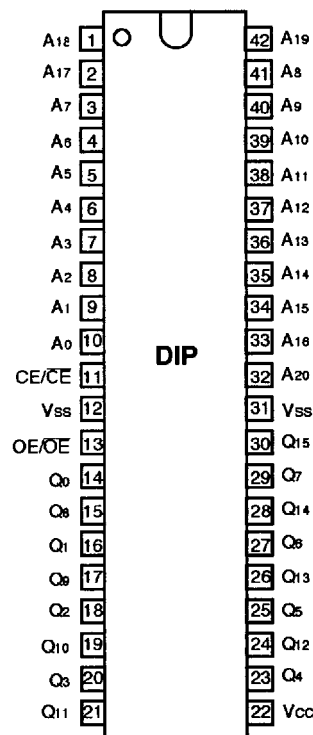 A18 1 42 A19
A17 2 41 A8
A7 3 40 A9
A6 4 39 A10
A5 5 38 A11
A4 6 37 A12
A3 7 36 A13
A2 8 35 A14
A1 9 34 A15
A0 10 33 A16
DIP
CE/C̅E̅ 11 32 A20
VSS 12 31 VSS
OE/O̅E̅ 13 30 Q15
Q0 14 29 Q7
Q8 15 28 Q14
Q1 16 27 Q6
Q9 17 26 Q13
Q2 18 25 Q5
Q10 19 24 Q12
Q3 20 23 Q4
Q11 21 22 VCC